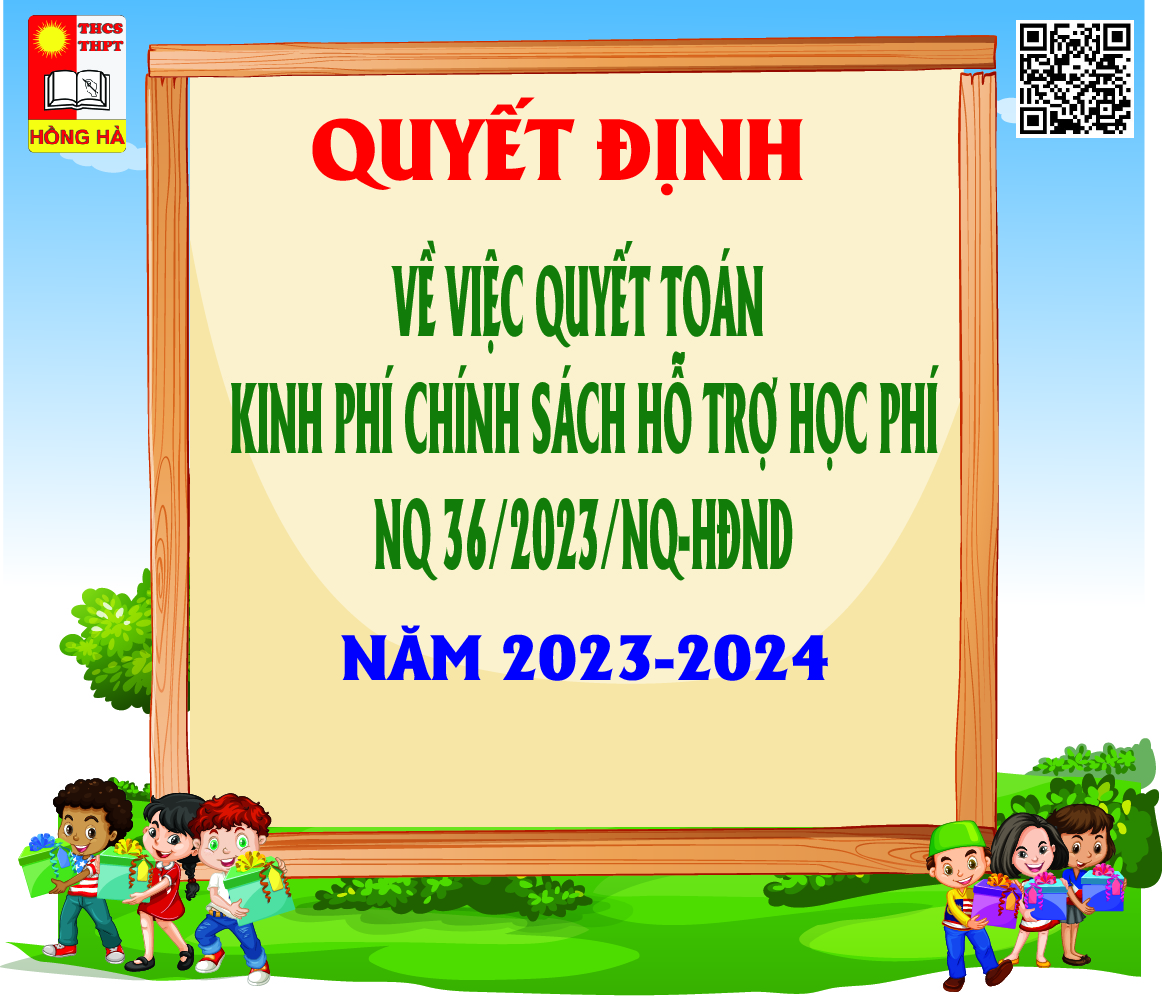 THCS
THPT
HỒNG HÀ
QUYẾT ĐỊNH
VỀ VIỆC QUYẾT TOÁN
KINH PHÍ CHÍNH SÁCH HỖ TRỢ HỌC PHÍ
NQ 36/2023/NQ-HĐND
NĂM 2023-2024